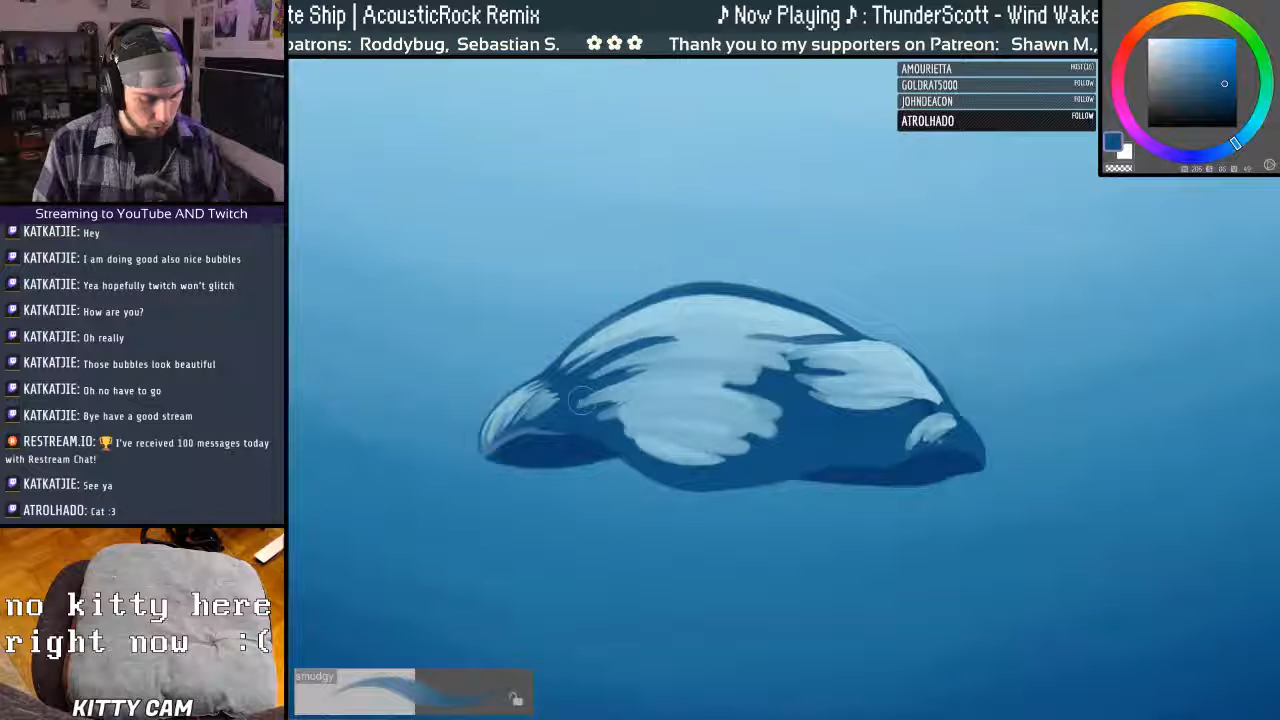 te Ship | AcousticRock Remix
♪ Now Playing ♪ : ThunderScott - Wind Wake
patrons: Roddybug, Sebastian S. ✿ ✿ ✿ Thank you to my supporters on Patreon: Shawn M.,
AMOURIETTA HOST (16)
GOLDRAT5000 FOLLOW
JOHNDEACON FOLLOW
ATROLHADO FOLLOW
Streaming to YouTube AND Twitch
KATKATJIE: Hey
KATKATJIE: I am doing good also nice bubbles
KATKATJIE: Yea hopefully twitch won't glitch
KATKATJIE: How are you?
KATKATJIE: Oh really
KATKATJIE: Those bubbles look beautiful
KATKATJIE: Oh no have to go
KATKATJIE: Bye have a good stream
RESTREAM.IO: 🏆 I've received 100 messages today
with Restream Chat!
KATKATJIE: See ya
ATROLHADO: Cat :3
no kitty here
right now :(
KITTY CAM
smudgy